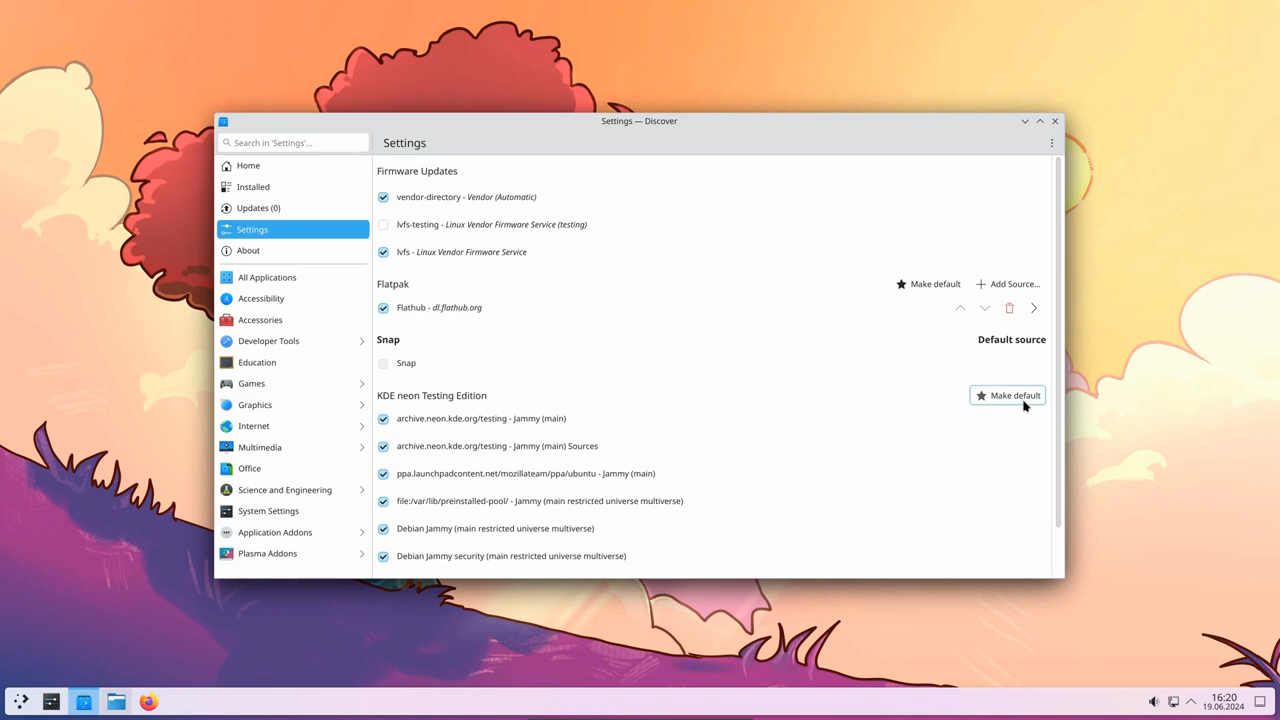 Settings — Discover
Search in 'Settings'...
Settings
Home
Installed
Updates (0)
Settings
About
All Applications
Accessibility
Accessories
Developer Tools
Education
Games
Graphics
Internet
Multimedia
Office
Science and Engineering
System Settings
Application Addons
Plasma Addons
Firmware Updates
vendor-directory - Vendor (Automatic)
lvfs-testing - Linux Vendor Firmware Service (testing)
lvfs - Linux Vendor Firmware Service
Flatpak Make default Add Source...
Flathub - dl.flathub.org
Snap Default source
Snap
KDE neon Testing Edition Make default
archive.neon.kde.org/testing - Jammy (main)
archive.neon.kde.org/testing - Jammy (main) Sources
ppa.launchpadcontent.net/mozillateam/ppa/ubuntu - Jammy (main)
file:/var/lib/preinstalled-pool/ - Jammy (main restricted universe multiverse)
Debian Jammy (main restricted universe multiverse)
Debian Jammy security (main restricted universe multiverse)
16:20
19.06.2024